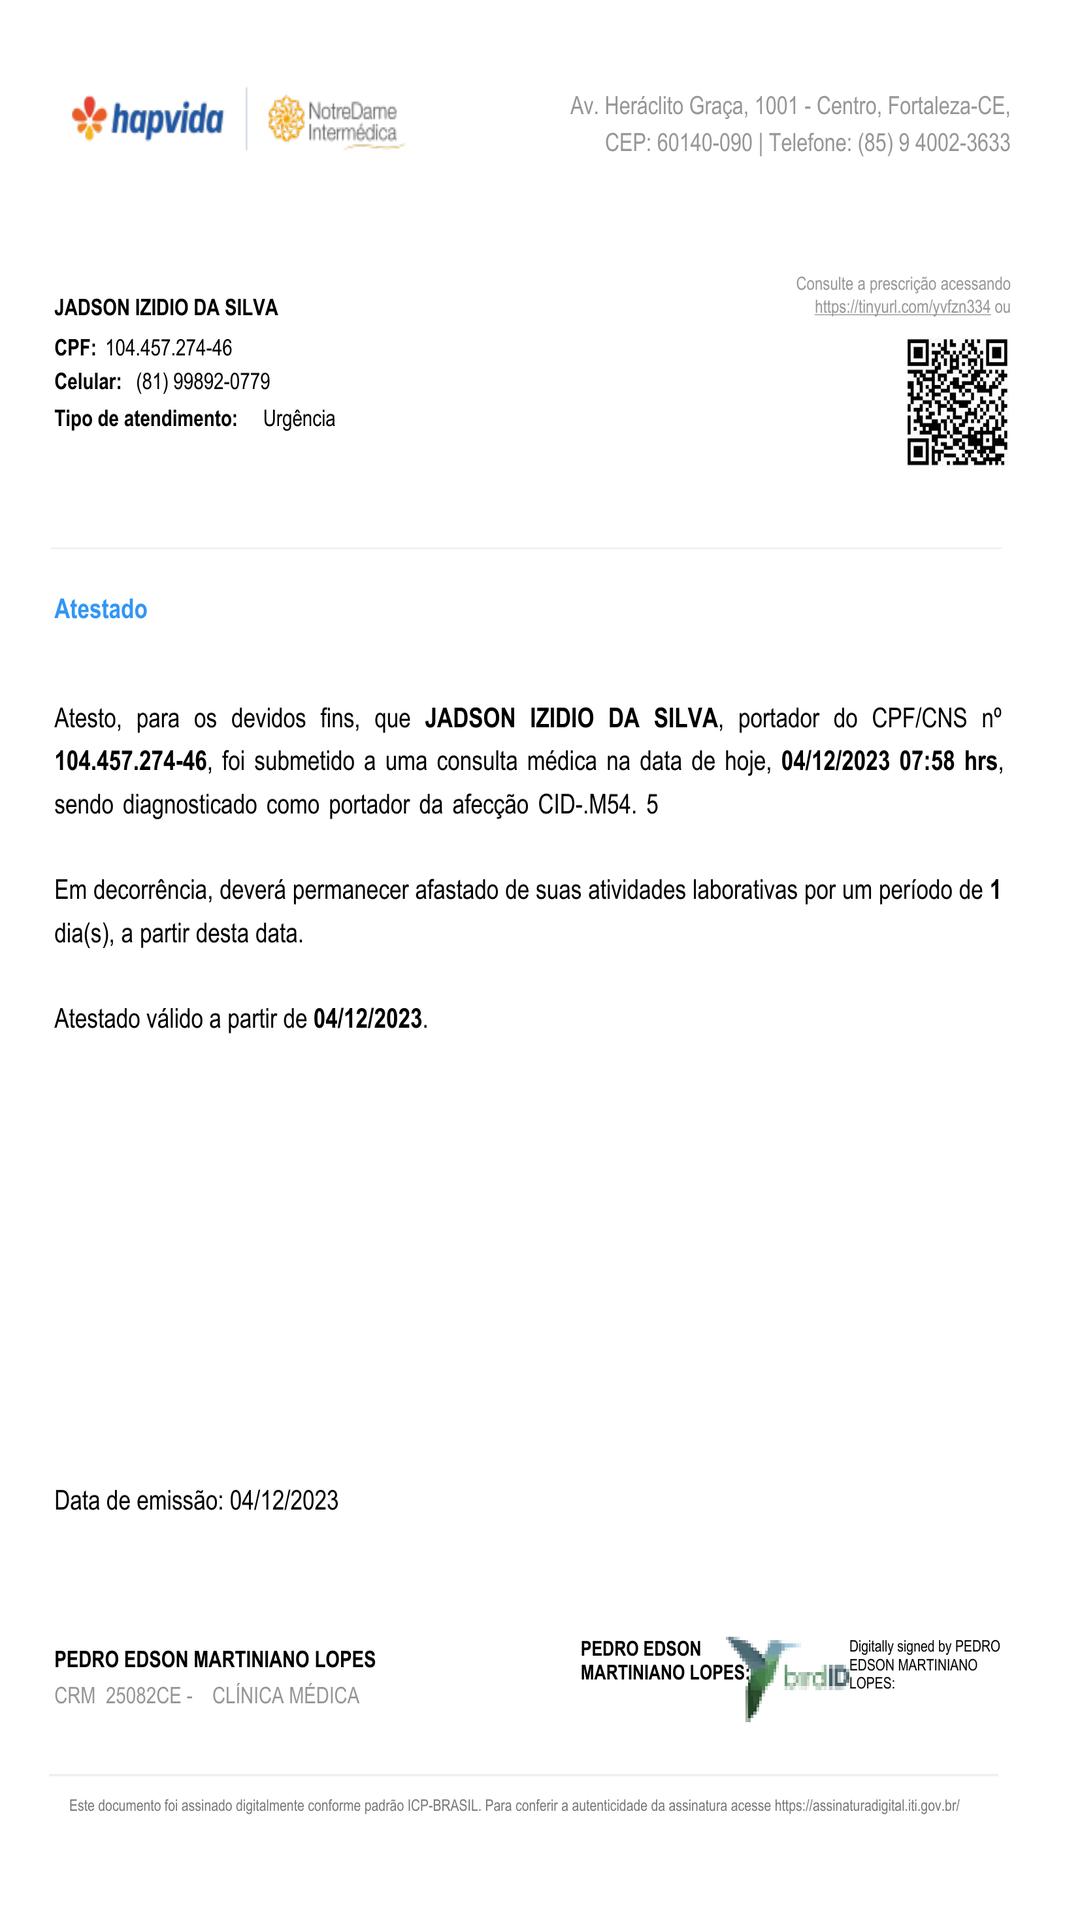 hapvida
NotreDame
Intermédica
Av. Heráclito Graça, 1001 - Centro, Fortaleza-CE,
CEP: 60140-090 | Telefone: (85) 9 4002-3633
Consulte a prescrição acessando
https://tinyurl.com/yvfzn334 ou
JADSON IZIDIO DA SILVA
CPF: 104.457.274-46
Celular: (81) 99892-0779
Tipo de atendimento: Urgência
Atestado
Atesto, para os devidos fins, que JADSON IZIDIO DA SILVA, portador do CPF/CNS nº
104.457.274-46, foi submetido a uma consulta médica na data de hoje, 04/12/2023 07:58 hrs,
sendo diagnosticado como portador da afecção CID-.M54. 5
Em decorrência, deverá permanecer afastado de suas atividades laborativas por um período de 1
dia(s), a partir desta data.
Atestado válido a partir de 04/12/2023.
Data de emissão: 04/12/2023
PEDRO EDSON MARTINIANO LOPES
CRM 25082CE - CLÍNICA MÉDICA
PEDRO EDSON
MARTINIANO LOPES:
birdID
Digitally signed by PEDRO
EDSON MARTINIANO
LOPES:
Este documento foi assinado digitalmente conforme padrão ICP-BRASIL. Para conferir a autenticidade da assinatura acesse https://assinaturadigital.iti.gov.br/